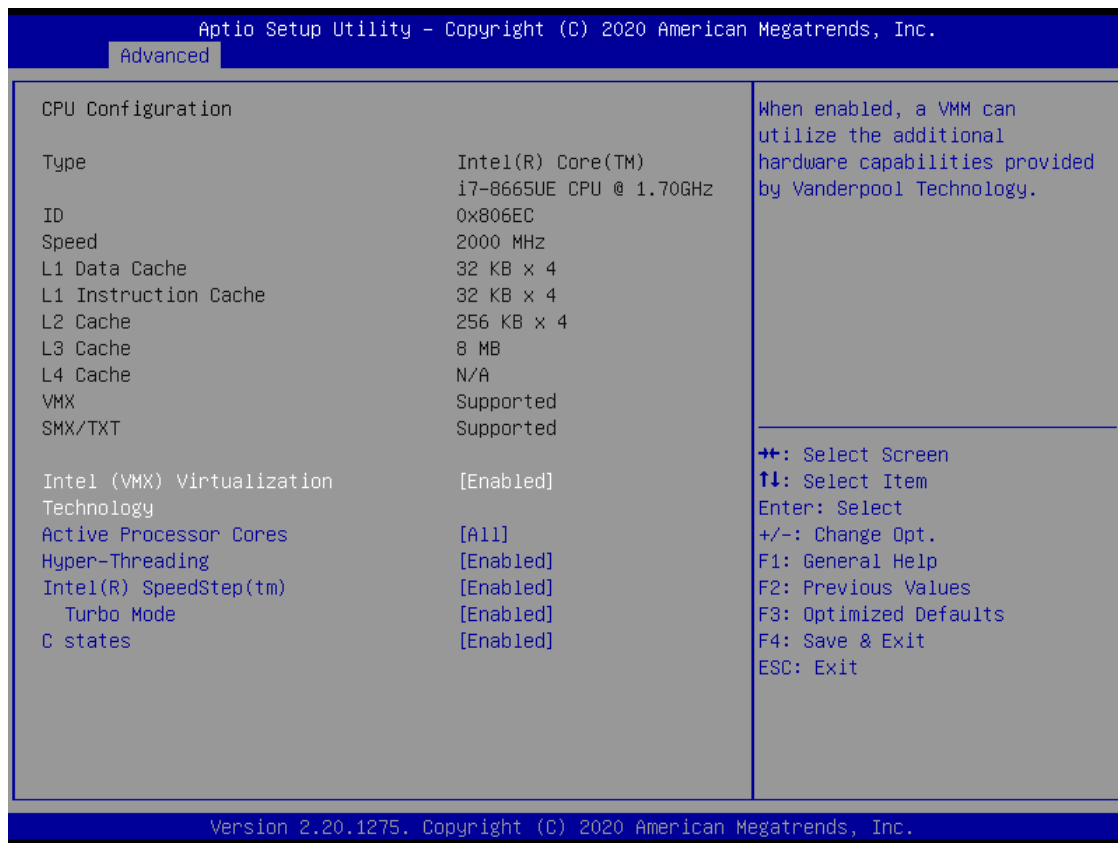 Aptio Setup Utility – Copyright (C) 2020 American Megatrends, Inc.
Advanced
CPU Configuration
Type Intel(R) Core(TM)
i7-8665UE CPU @ 1.70GHz
ID 0x806EC
Speed 2000 MHz
L1 Data Cache 32 KB x 4
L1 Instruction Cache 32 KB x 4
L2 Cache 256 KB x 4
L3 Cache 8 MB
L4 Cache N/A
VMX Supported
SMX/TXT Supported
Intel (VMX) Virtualization [Enabled]
Technology
Active Processor Cores [All]
Hyper-Threading [Enabled]
Intel(R) SpeedStep(tm) [Enabled]
Turbo Mode [Enabled]
C states [Enabled]
When enabled, a VMM can
utilize the additional
hardware capabilities provided
by Vanderpool Technology.
→←: Select Screen
↑↓: Select Item
Enter: Select
+/-: Change Opt.
F1: General Help
F2: Previous Values
F3: Optimized Defaults
F4: Save & Exit
ESC: Exit
Version 2.20.1275. Copyright (C) 2020 American Megatrends, Inc.